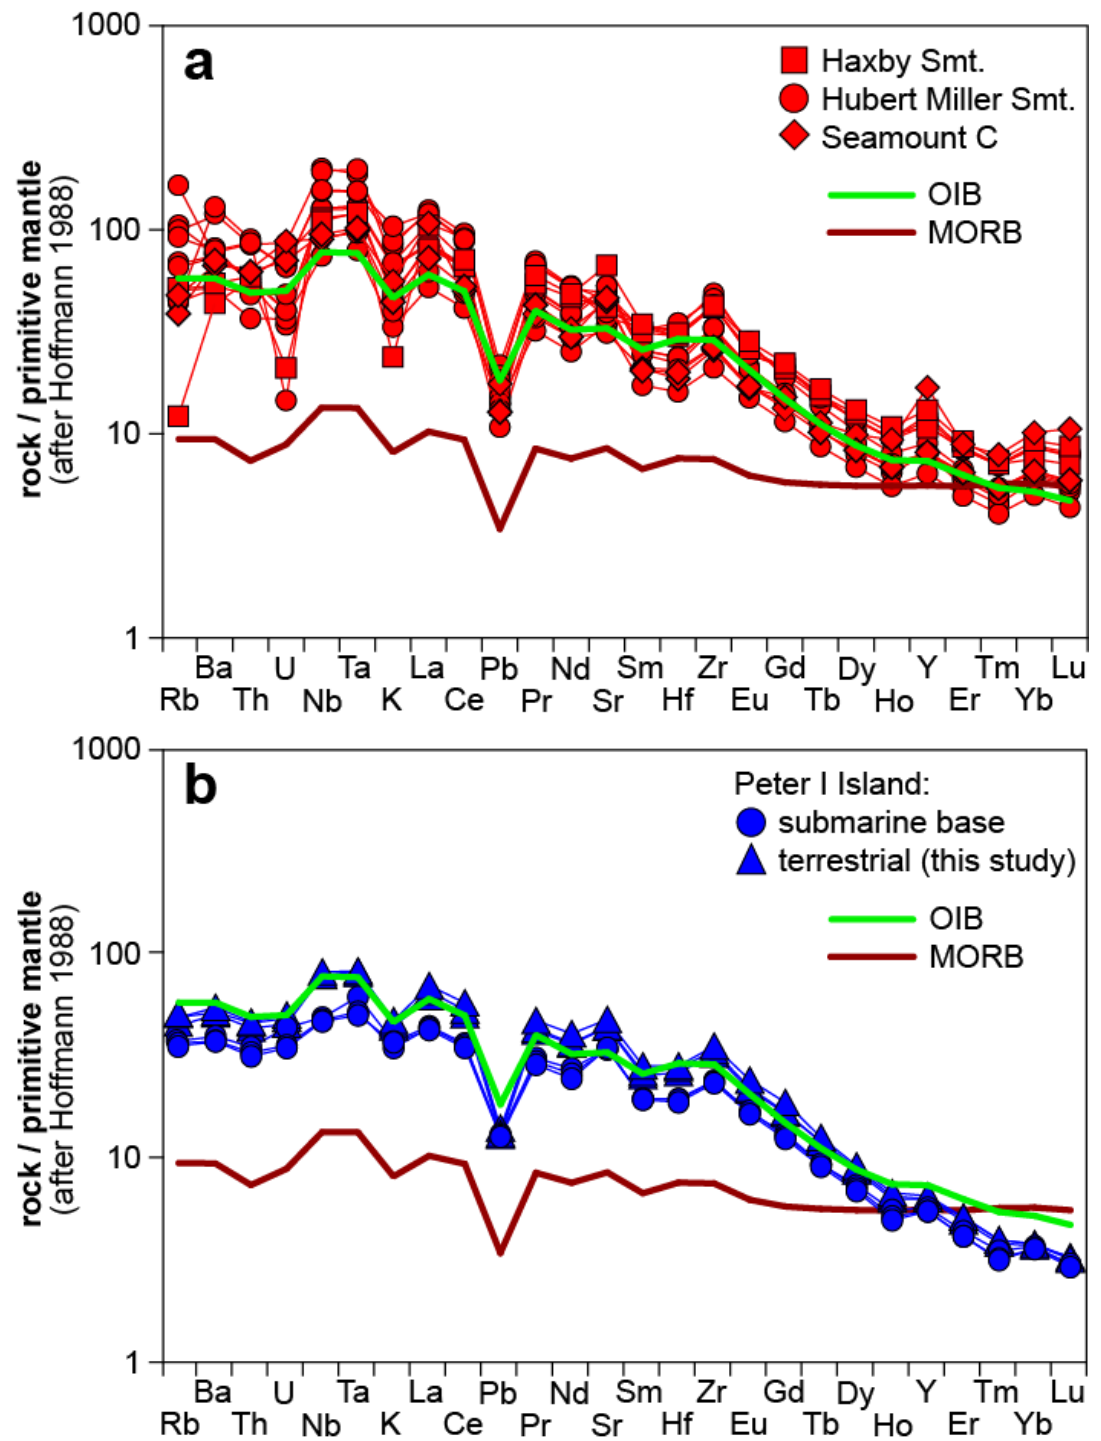 a
1000
100
10
1
rock / primitive mantle
(after Hoffmann 1988)
Haxby Smt.
Hubert Miller Smt.
Seamount C
OIB
MORB
Ba U Ta La Pb Nd Sm Zr Gd Dy Y Tm Lu
Rb Th Nb K Ce Pr Sr Hf Eu Tb Ho Er Yb
b
1000
100
10
1
rock / primitive mantle
(after Hoffmann 1988)
Peter I Island:
submarine base
terrestrial (this study)
OIB
MORB
Ba U Ta La Pb Nd Sm Zr Gd Dy Y Tm Lu
Rb Th Nb K Ce Pr Sr Hf Eu Tb Ho Er Yb